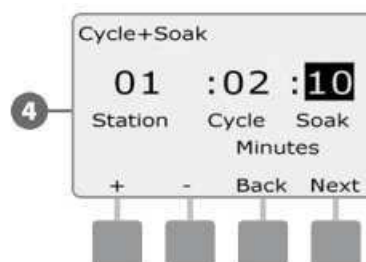 Cycle+Soak
01 :02 :10
Station Cycle Soak
Minutes
4
+ - Back Next